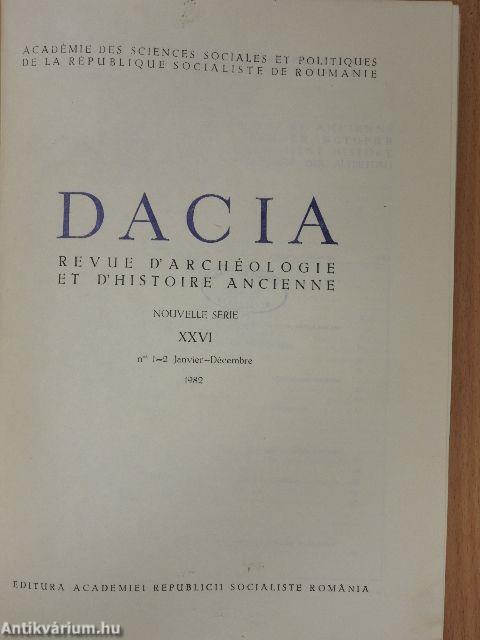 ACADÉMIE DES SCIENCES SOCIALES ET POLITIQUES
DE LA RÉPUBLIQUE SOCIALISTE DE ROUMANIE
DACIA
REVUE D'ARCHÉOLOGIE
ET D'HISTOIRE ANCIENNE
NOUVELLE SÉRIE
XXVI
nos 1–2 Janvier–Décembre
1982
EDITURA ACADEMIEI REPUBLICII SOCIALISTE ROMÂNIA
Antikvárium.hu